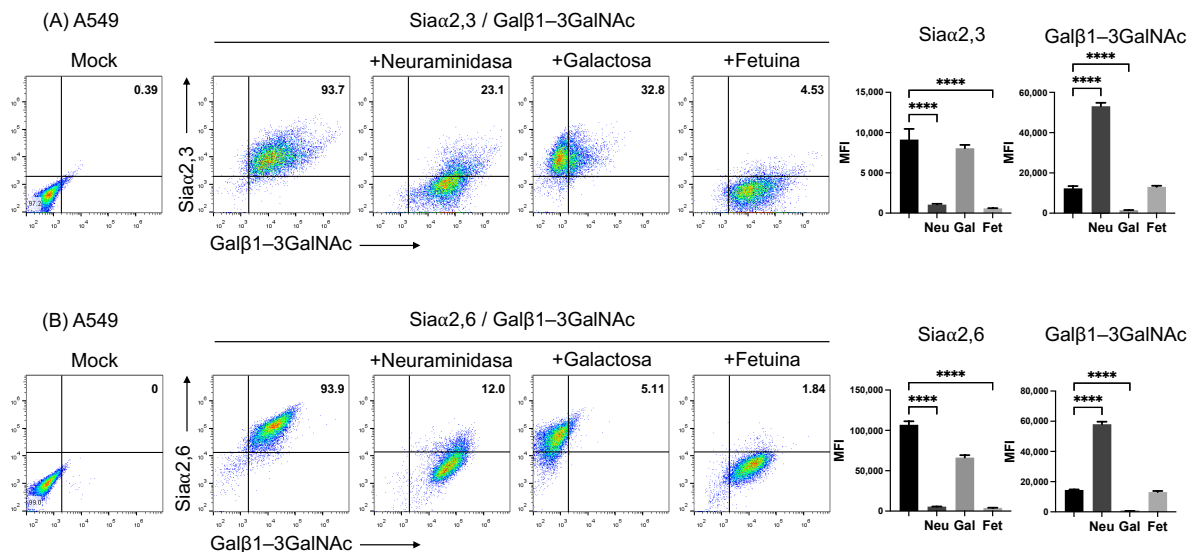 (A) A549
Siaα2,3 / Galβ1–3GalNAc
Mock
+Neuraminidasa
+Galactosa
+Fetuina
0.39
97.2
93.7
23.1
32.8
4.53
Siaα2,3
Galβ1–3GalNAc
Siaα2,3
****
****
MFI
15,000
10,000
5 000
0
Neu Gal Fet
Galβ1–3GalNAc
****
****
MFI
60,000
40,000
20,000
0
Neu Gal Fet
(B) A549
Siaα2,6 / Galβ1–3GalNAc
Mock
+Neuraminidasa
+Galactosa
+Fetuina
0
99.0
93.9
12.0
5.11
1.84
Siaα2,6
Galβ1–3GalNAc
Siaα2,6
****
****
MFI
150,000
100,000
50,000
0
Neu Gal Fet
Galβ1–3GalNAc
****
****
MFI
80,000
60,000
40,000
20,000
0
Neu Gal Fet